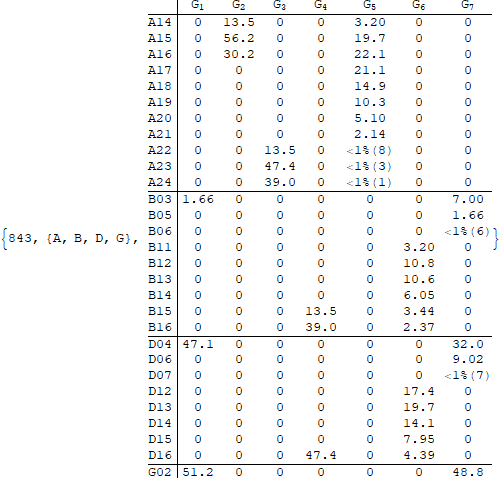 G1 G2 G3 G4 G5 G6 G7
A14 0 13.5 0 0 3.20 0 0
A15 0 56.2 0 0 19.7 0 0
A16 0 30.2 0 0 22.1 0 0
A17 0 0 0 0 21.1 0 0
A18 0 0 0 0 14.9 0 0
A19 0 0 0 0 10.3 0 0
A20 0 0 0 0 5.10 0 0
A21 0 0 0 0 2.14 0 0
A22 0 0 13.5 0 <1%(8) 0 0
A23 0 0 47.4 0 <1%(3) 0 0
A24 0 0 39.0 0 <1%(1) 0 0
B03 1.66 0 0 0 0 0 7.00
B05 0 0 0 0 0 0 1.66
B06 0 0 0 0 0 0 <1%(6)
{843, {A, B, D, G}, }
B11 0 0 0 0 0 3.20 0
B12 0 0 0 0 0 10.8 0
B13 0 0 0 0 0 10.6 0
B14 0 0 0 0 0 6.05 0
B15 0 0 0 13.5 0 3.44 0
B16 0 0 0 39.0 0 2.37 0
D04 47.1 0 0 0 0 0 32.0
D06 0 0 0 0 0 0 9.02
D07 0 0 0 0 0 0 <1%(7)
D12 0 0 0 0 0 17.4 0
D13 0 0 0 0 0 19.7 0
D14 0 0 0 0 0 14.1 0
D15 0 0 0 0 0 7.95 0
D16 0 0 0 47.4 0 4.39 0
G02 51.2 0 0 0 0 0 48.8